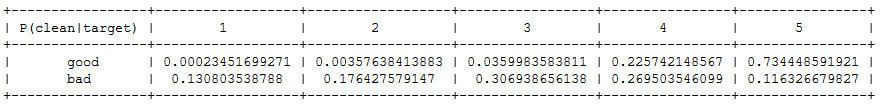 P(clean|target) | 1 | 2 | 3 | 4 | 5
good | 0.00023451699271 | 0.00357638413883 | 0.0359983583811 | 0.225742148567 | 0.734448591921
bad | 0.130803538788 | 0.176427579147 | 0.306938656138 | 0.269503546099 | 0.116326679827